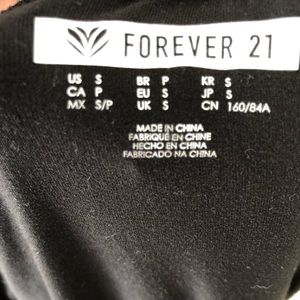 FOREVER 21
US S BR P KR S
CA P EU S JP S
MX S/P UK S CN 160/84A
MADE IN CHINA
FABRIQUÉ EN CHINE
HECHO EN CHINA
FABRICADO NA CHINA